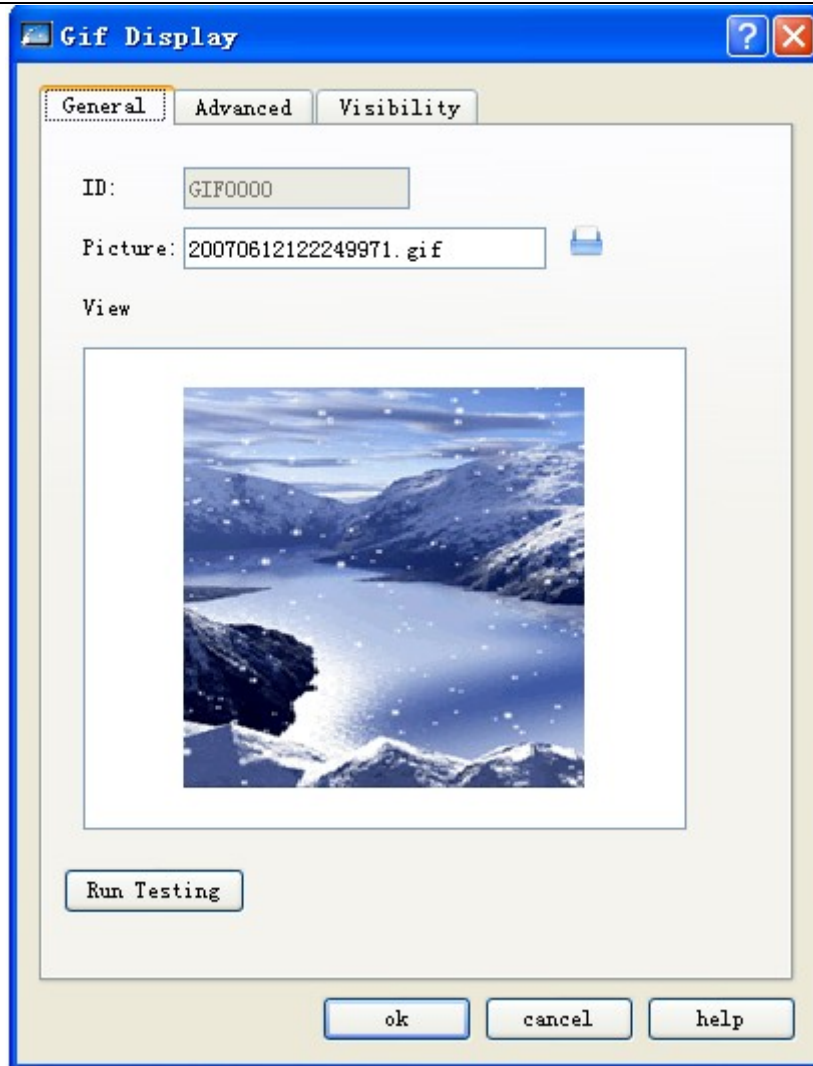 Gif Display
General Advanced Visibility
ID: GIF0000
Picture: 20070612122249971.gif
View
Run Testing
ok cancel help